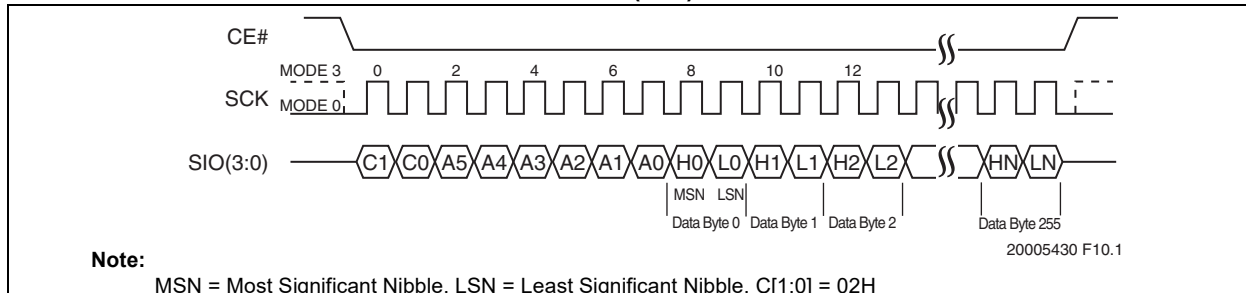 CE#
MODE 3 0 2 4 6 8 10 12
SCK MODE 0
SIO(3:0) C1 C0 A5 A4 A3 A2 A1 A0 H0 L0 H1 L1 H2 L2 HN LN
MSN LSN
Data Byte 0 Data Byte 1 Data Byte 2 Data Byte 255
20005430 F10.1
Note:
MSN = Most Significant Nibble, LSN = Least Significant Nibble, C[1:0] = 02H